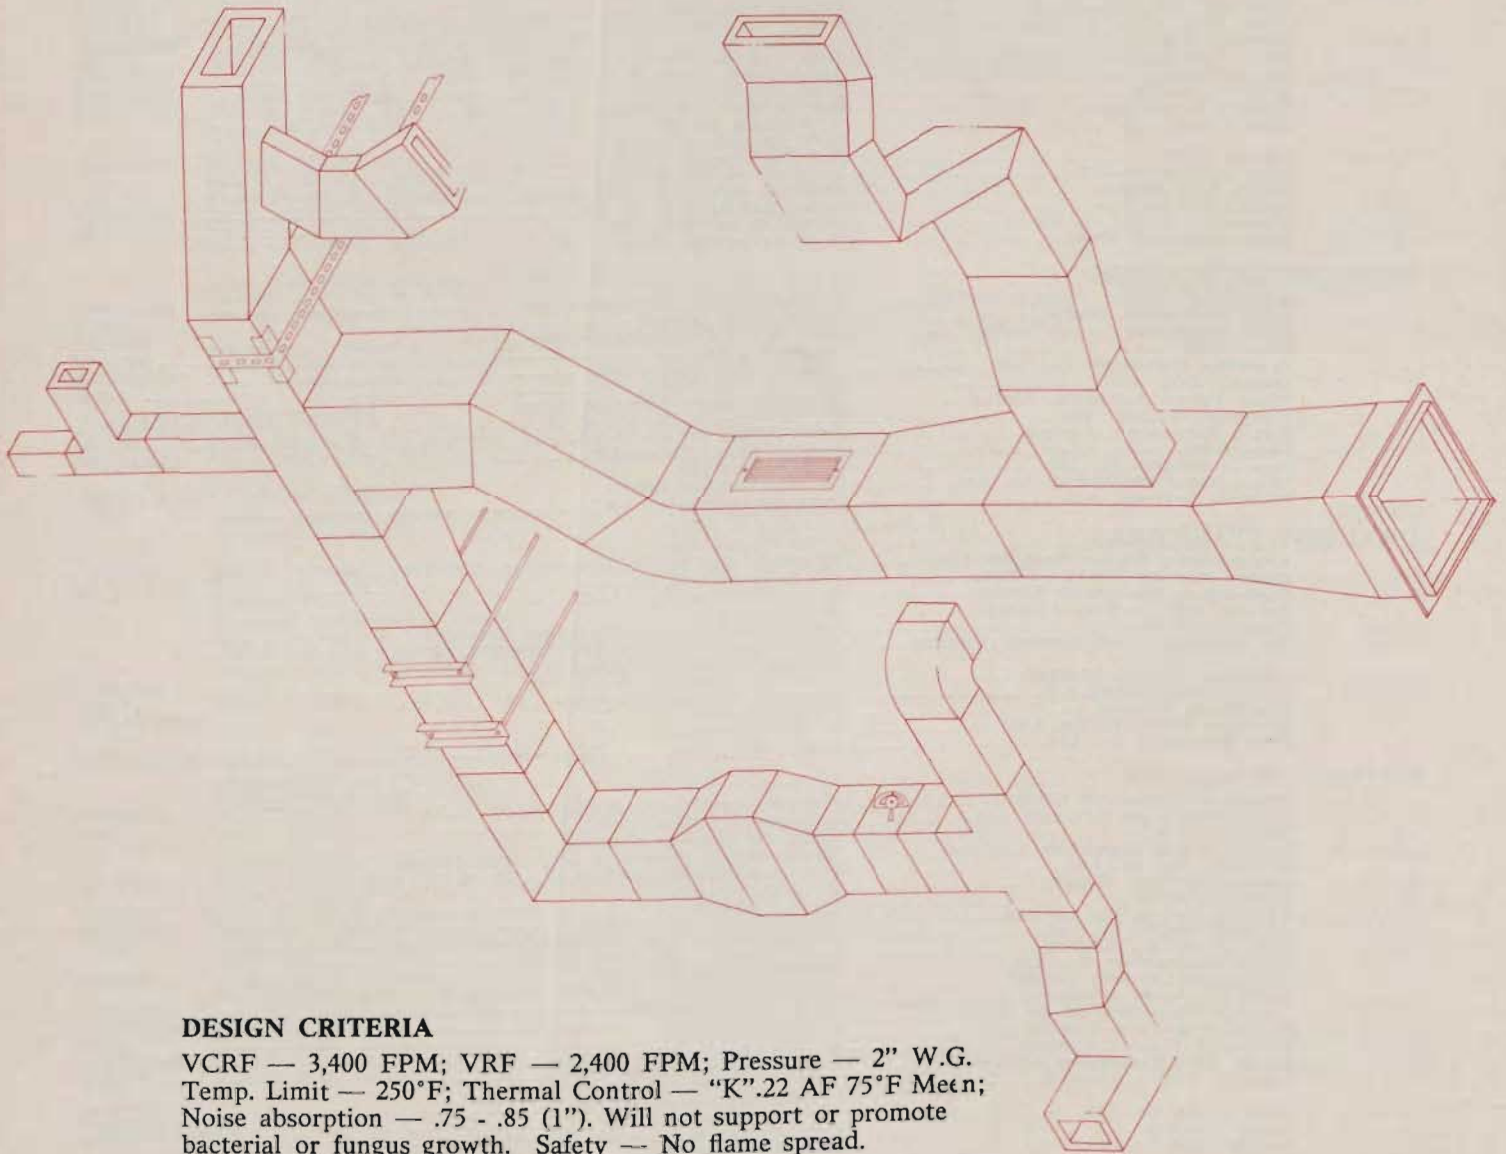 DESIGN CRITERIA
VCRF — 3,400 FPM; VRF — 2,400 FPM; Pressure — 2" W.G.
Temp. Limit — 250°F; Thermal Control — "K".22 AF 75°F Meen;
Noise absorption — .75 - .85 (1"). Will not support or promote
bacterial or fungus growth. Safety — No flame spread.